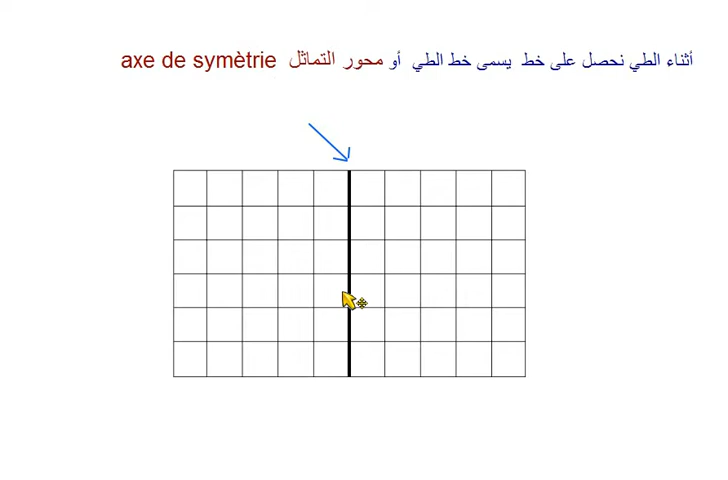 أثناء الطي نحصل على خط يسمى خط الطي أو محور التماثل axe de symètrie